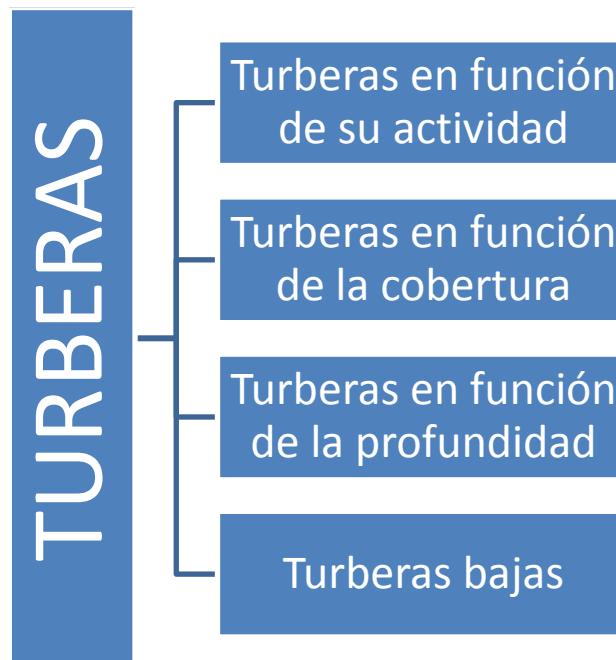 TURBERAS
Turberas en función
de su actividad
Turberas en función
de la cobertura
Turberas en función
de la profundidad
Turberas bajas